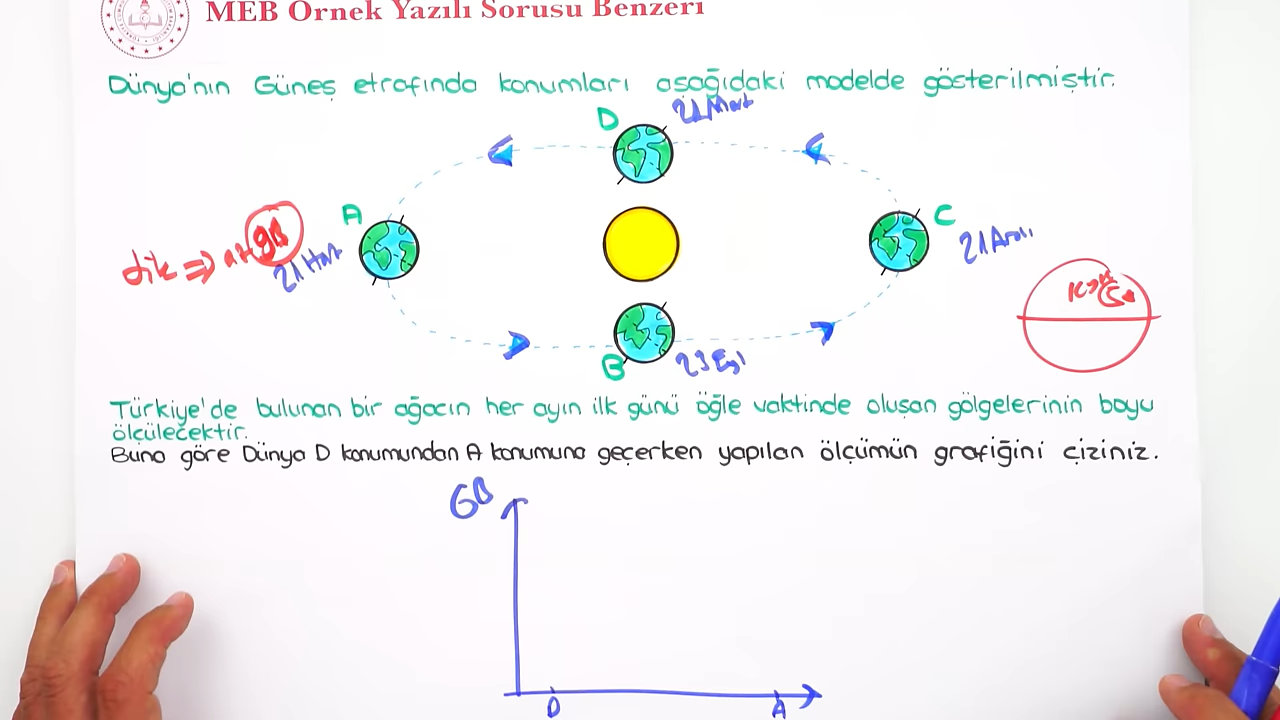 MEB Örnek Yazılı Sorusu Benzeri
Dünya'nın Güneş etrafında konumları aşağıdaki modelde gösterilmiştir.
D
21 Mart
A
C
dik ⇒
gB
21 Aralı
B
23 Eyl
Türkiye'de bulunan bir ağacın her ayın ilk günü öğle vaktinde oluşan gölgelerinin boyu
ölçülecektir.
Buna göre Dünya D konumundan A konumuna geçerken yapılan ölçümün grafiğini çiziniz.
GB
D
A